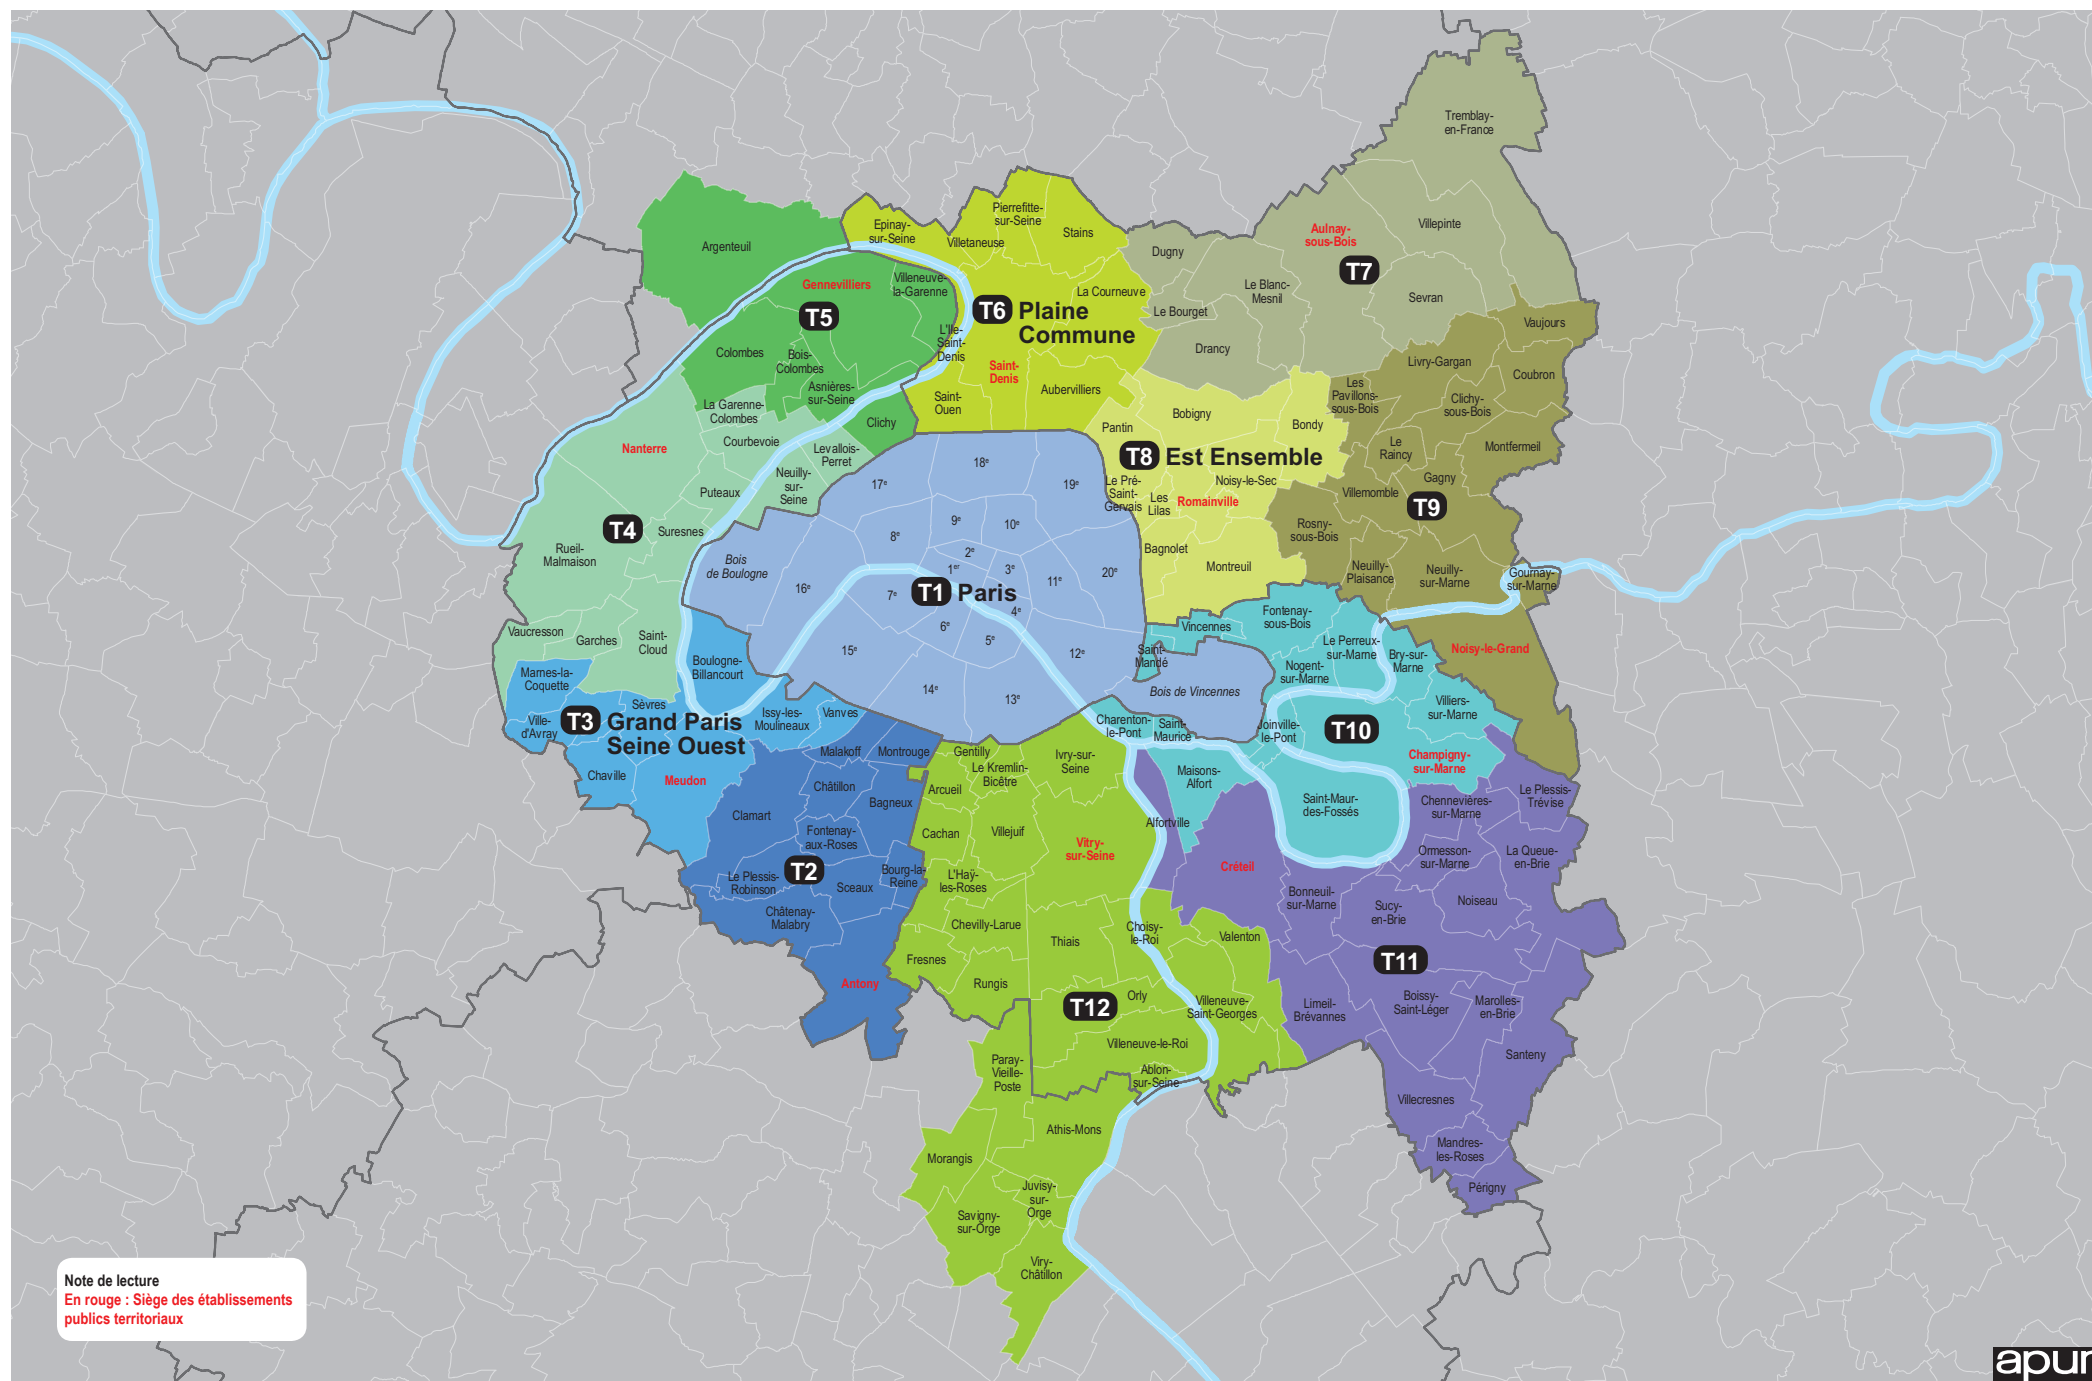 Tremblay-
en-France
Argenteuil
Epinay-
sur-Seine
Villetaneuse
Pierrefitte-
sur-Seine
Stains
Dugny
Aulnay-
sous-Bois
T7
Villepinte
Gennevilliers
Villeneuve-
la-Garenne
T5
L'Ile-
Saint-
Denis
La Courneuve
T6 Plaine
Commune
Le Blanc-
Mesnil
Le Bourget
Sevran
Vaujours
Drancy
Colombes
Bois-
Colombes
Asnières-
sur-Seine
Saint-
Denis
Saint-
Ouen
Aubervilliers
Livry-Gargan
Coubron
Les
Pavillons-
sous-Bois
Clichy-
sous-Bois
La Garenne-
Colombes
Clichy
Pantin
Bobigny
Bondy
Nanterre
Courbevoie
Levallois-
Perret
T8 Est Ensemble
Le
Raincy
Montfermeil
Puteaux
Neuilly-
sur-
Seine
17e
18e
19e
Le Pré-
Saint-
Gervais
Les
Lilas
Noisy-le-Sec
Romainville
Gagny
Villemomble
T9
T4
Suresnes
Rueil-
Malmaison
Bois
de Boulogne
8e
9e
10e
2e
1er
3e
11e
20e
Bagnolet
Montreuil
Rosny-
sous-Bois
Neuilly-
Plaisance
Neuilly-
sur-Marne
Gournay-
sur-Marne
16e
7e
T1 Paris
4e
6e
5e
15e
12e
14e
13e
Vaucresson
Garches
Saint-
Cloud
Vincennes
Saint-
Mandé
Fontenay-
sous-Bois
Le Perreux-
sur-Marne
Nogent-
sur-Marne
Bry-sur-
Marne
Noisy-le-Grand
Marnes-la-
Coquette
Boulogne-
Billancourt
Bois de Vincennes
Villiers-
sur-Marne
Ville-
d'Avray
Sèvres
T3 Grand Paris
Seine Ouest
Issy-les-
Moulineaux
Vanves
Charenton-
le-Pont
Saint-
Maurice
Joinville-
le-Pont
T10
Champigny-
sur-Marne
Chaville
Meudon
Malakoff
Montrouge
Gentilly
Le Kremlin-
Bicêtre
Ivry-sur-
Seine
Maisons-
Alfort
Saint-Maur-
des-Fossés
Chennevières-
sur-Marne
Le Plessis-
Trévise
Clamart
Châtillon
Bagneux
Arcueil
Fontenay-
aux-Roses
Cachan
Villejuif
Vitry-
sur-Seine
Alfortville
Créteil
Ormesson-
sur-Marne
La Queue-
en-Brie
T2
Le Plessis-
Robinson
Sceaux
Bourg-la-
Reine
L'Haÿ-
les-Roses
Bonneuil-
sur-Marne
Sucy-
en-Brie
Noiseau
Châtenay-
Malabry
Chevilly-Larue
Thiais
Choisy-
le-Roi
Valenton
Fresnes
T11
Antony
Rungis
T12
Orly
Villeneuve-
Saint-Georges
Limeil-
Brévannes
Boissy-
Saint-Léger
Marolles-
en-Brie
Villeneuve-le-Roi
Santeny
Paray-
Vieille-
Poste
Ablon-
sur-Seine
Villecresnes
Athis-Mons
Mandres-
les-Roses
Périgny
Morangis
Juvisy-
sur-
Orge
Savigny-
sur-Orge
Viry-
Châtillon
Note de lecture
En rouge : Siège des établissements
publics territoriaux
apur